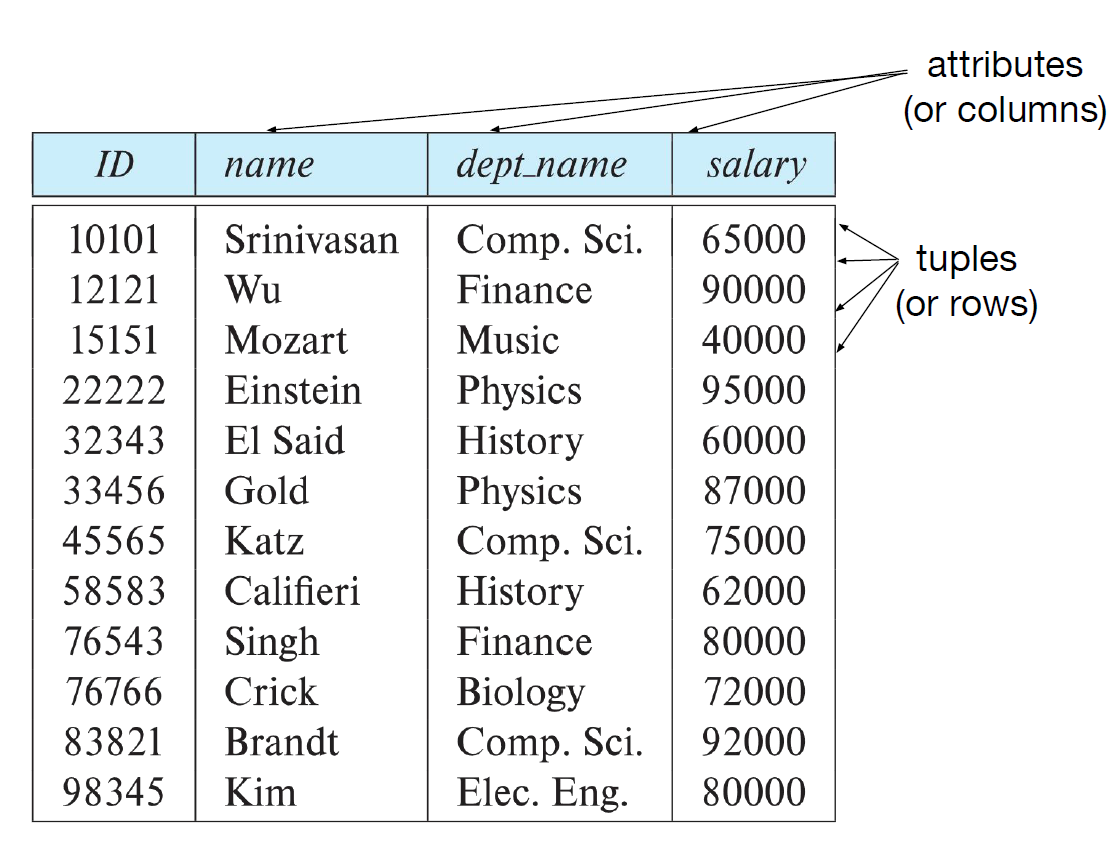 attributes
(or columns)
ID name dept_name salary
10101 Srinivasan Comp. Sci. 65000
12121 Wu Finance 90000
15151 Mozart Music 40000
22222 Einstein Physics 95000
32343 El Said History 60000
33456 Gold Physics 87000
45565 Katz Comp. Sci. 75000
58583 Califieri History 62000
76543 Singh Finance 80000
76766 Crick Biology 72000
83821 Brandt Comp. Sci. 92000
98345 Kim Elec. Eng. 80000
tuples
(or rows)